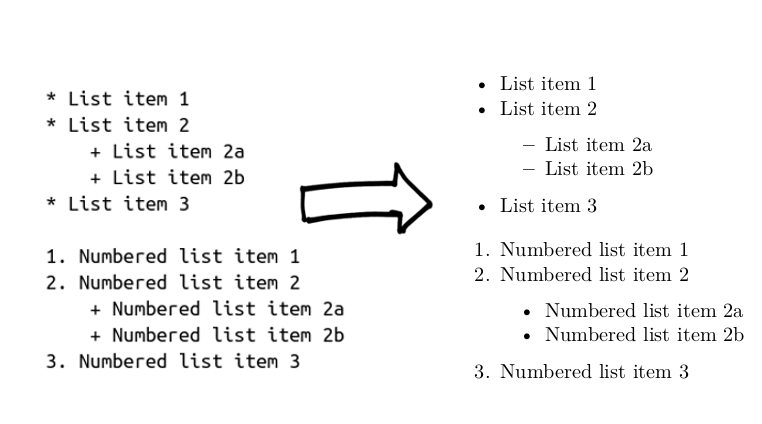 * List item 1
* List item 2
    + List item 2a
    + List item 2b
* List item 3
1. Numbered list item 1
2. Numbered list item 2
    + Numbered list item 2a
    + Numbered list item 2b
3. Numbered list item 3
• List item 1
• List item 2
    – List item 2a
    – List item 2b
• List item 3
1. Numbered list item 1
2. Numbered list item 2
    • Numbered list item 2a
    • Numbered list item 2b
3. Numbered list item 3